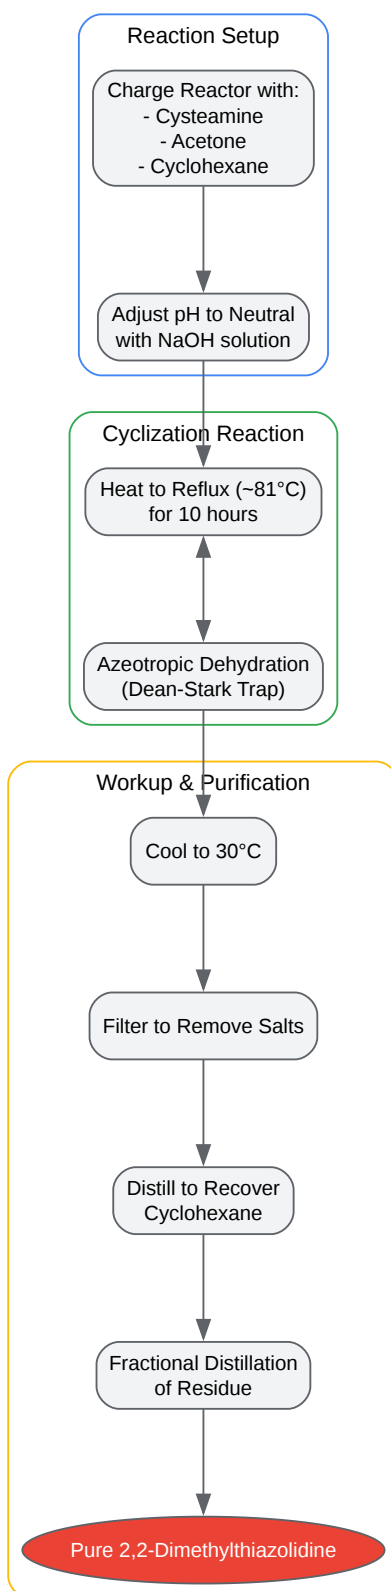 Reaction Setup
Charge Reactor with:
- Cysteamine
- Acetone
- Cyclohexane
Adjust pH to Neutral
with NaOH solution
Cyclization Reaction
Heat to Reflux (~81°C)
for 10 hours
Azeotropic Dehydration
(Dean-Stark Trap)
Workup & Purification
Cool to 30°C
Filter to Remove Salts
Distill to Recover
Cyclohexane
Fractional Distillation
of Residue
Pure 2,2-Dimethylthiazolidine